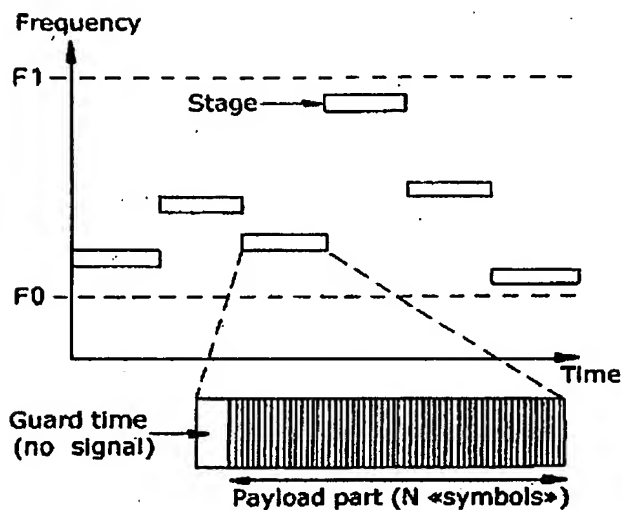 Frequency
F1
Stage
F0
Time
Guard time
(no signal)
Payload part (N «symbols»)